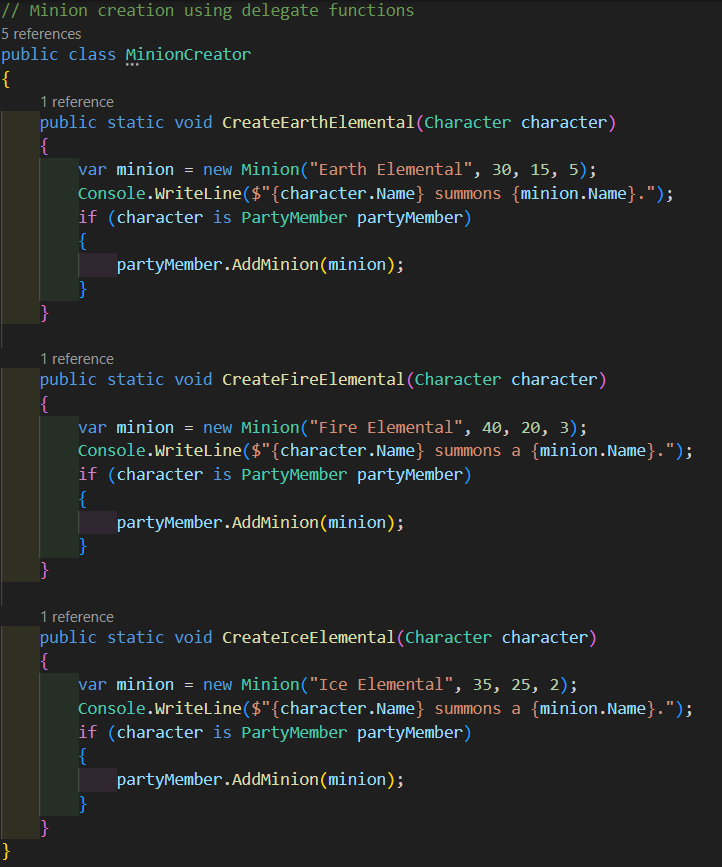 // Minion creation using delegate functions
5 references
public class MinionCreator
{
1 reference
public static void CreateEarthElemental(Character character)
{
var minion = new Minion("Earth Elemental", 30, 15, 5);
Console.WriteLine($"{character.Name} summons {minion.Name}.");
if (character is PartyMember partyMember)
{
partyMember.AddMinion(minion);
}
}
1 reference
public static void CreateFireElemental(Character character)
{
var minion = new Minion("Fire Elemental", 40, 20, 3);
Console.WriteLine($"{character.Name} summons a {minion.Name}.");
if (character is PartyMember partyMember)
{
partyMember.AddMinion(minion);
}
}
1 reference
public static void CreateIceElemental(Character character)
{
var minion = new Minion("Ice Elemental", 35, 25, 2);
Console.WriteLine($"{character.Name} summons a {minion.Name}.");
if (character is PartyMember partyMember)
{
partyMember.AddMinion(minion);
}
}
}